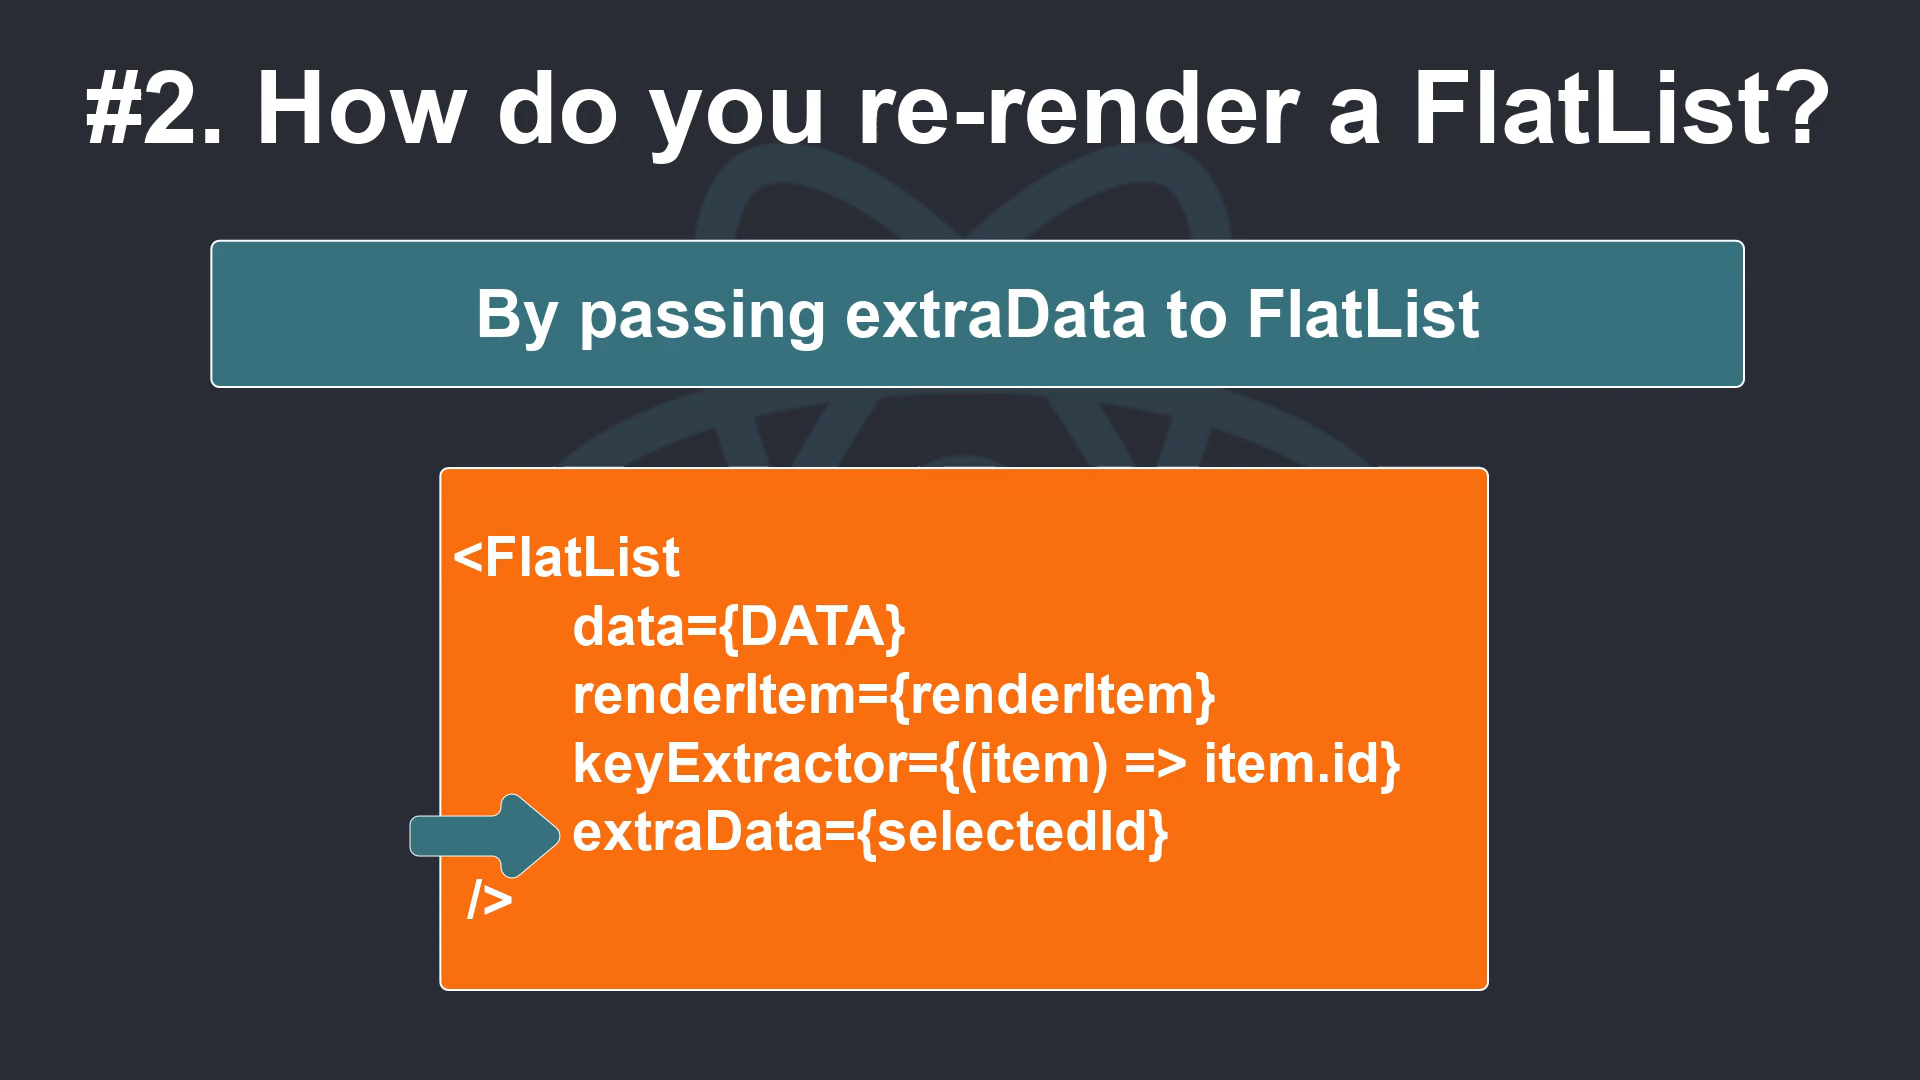 #2. How do you re-render a FlatList?
By passing extraData to FlatList
<FlatList
data={DATA}
renderItem={renderItem}
keyExtractor={(item) => item.id}
extraData={selectedId}
/>